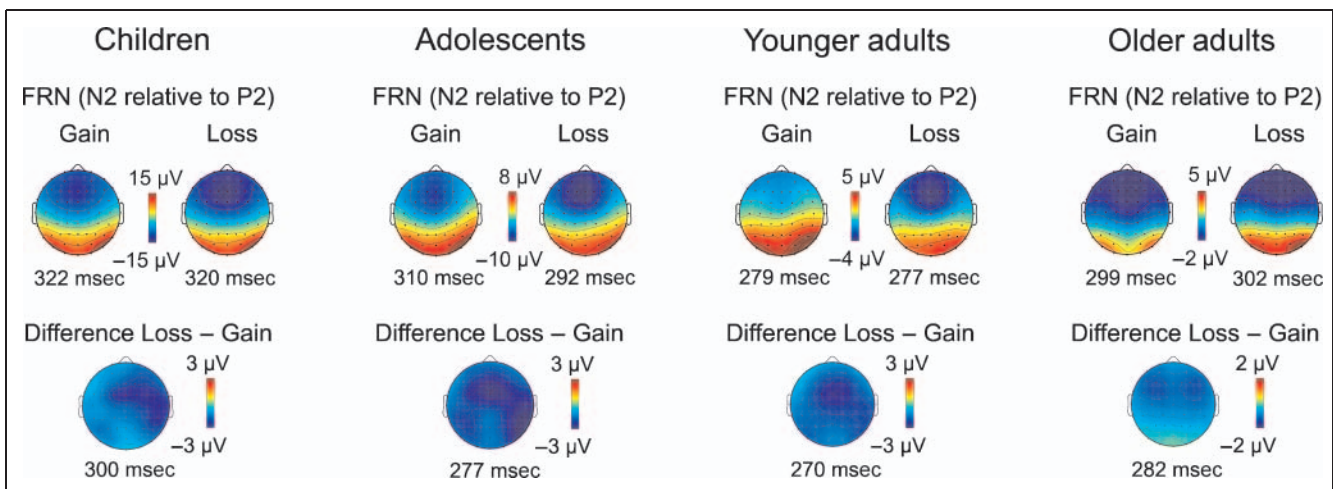 Children
FRN (N2 relative to P2)
Gain
Loss
15 µV
–15 µV
322 msec
320 msec
Difference Loss – Gain
3 µV
–3 µV
300 msec
Adolescents
FRN (N2 relative to P2)
Gain
Loss
8 µV
–10 µV
310 msec
292 msec
Difference Loss – Gain
3 µV
–3 µV
277 msec
Younger adults
FRN (N2 relative to P2)
Gain
Loss
5 µV
–4 µV
279 msec
277 msec
Difference Loss – Gain
3 µV
–3 µV
270 msec
Older adults
FRN (N2 relative to P2)
Gain
Loss
5 µV
–2 µV
299 msec
302 msec
Difference Loss – Gain
2 µV
–2 µV
282 msec